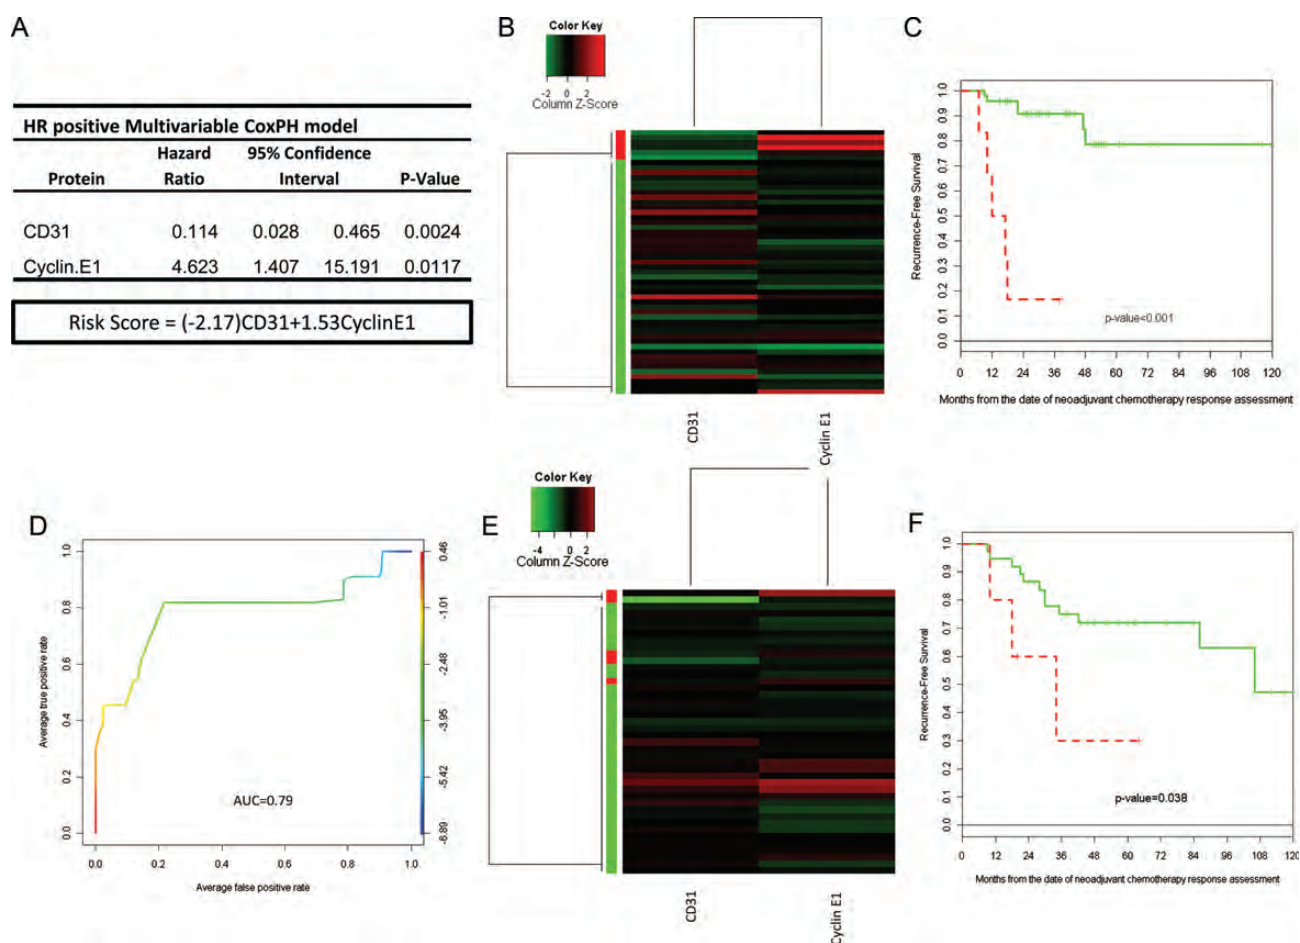 A
HR positive Multivariable CoxPH model
Hazard 95% Confidence
Protein Ratio Interval P-Value
CD31 0.114 0.028 0.465 0.0024
Cyclin.E1 4.623 1.407 15.191 0.0117
Risk Score = (-2.17)CD31+1.53CyclinE1
B
Color Key
-2 0 2
Column Z-Score
CD31
Cyclin E1
C
Recurrence-Free Survival
1.0
0.9
0.8
0.7
0.6
0.5
0.4
0.3
0.2
0.1
0.0
p-value<0.001
0 12 24 36 48 60 72 84 96 108 120
Months from the date of neoadjuvant chemotherapy response assessment
D
Average true positive rate
1.0
0.8
0.6
0.4
0.2
0.0
AUC=0.79
0.46
-1.01
-2.48
-3.95
-5.42
-6.89
0.0 0.2 0.4 0.6 0.8 1.0
Average false positive rate
E
Color Key
-4 0 2
Column Z-Score
CD31
Cyclin E1
F
Recurrence-Free Survival
1.0
0.9
0.8
0.7
0.6
0.5
0.4
0.3
0.2
0.1
0.0
p-value=0.038
0 12 24 36 48 60 72 84 96 108 120
Months from the date of neoadjuvant chemotherapy response assessment